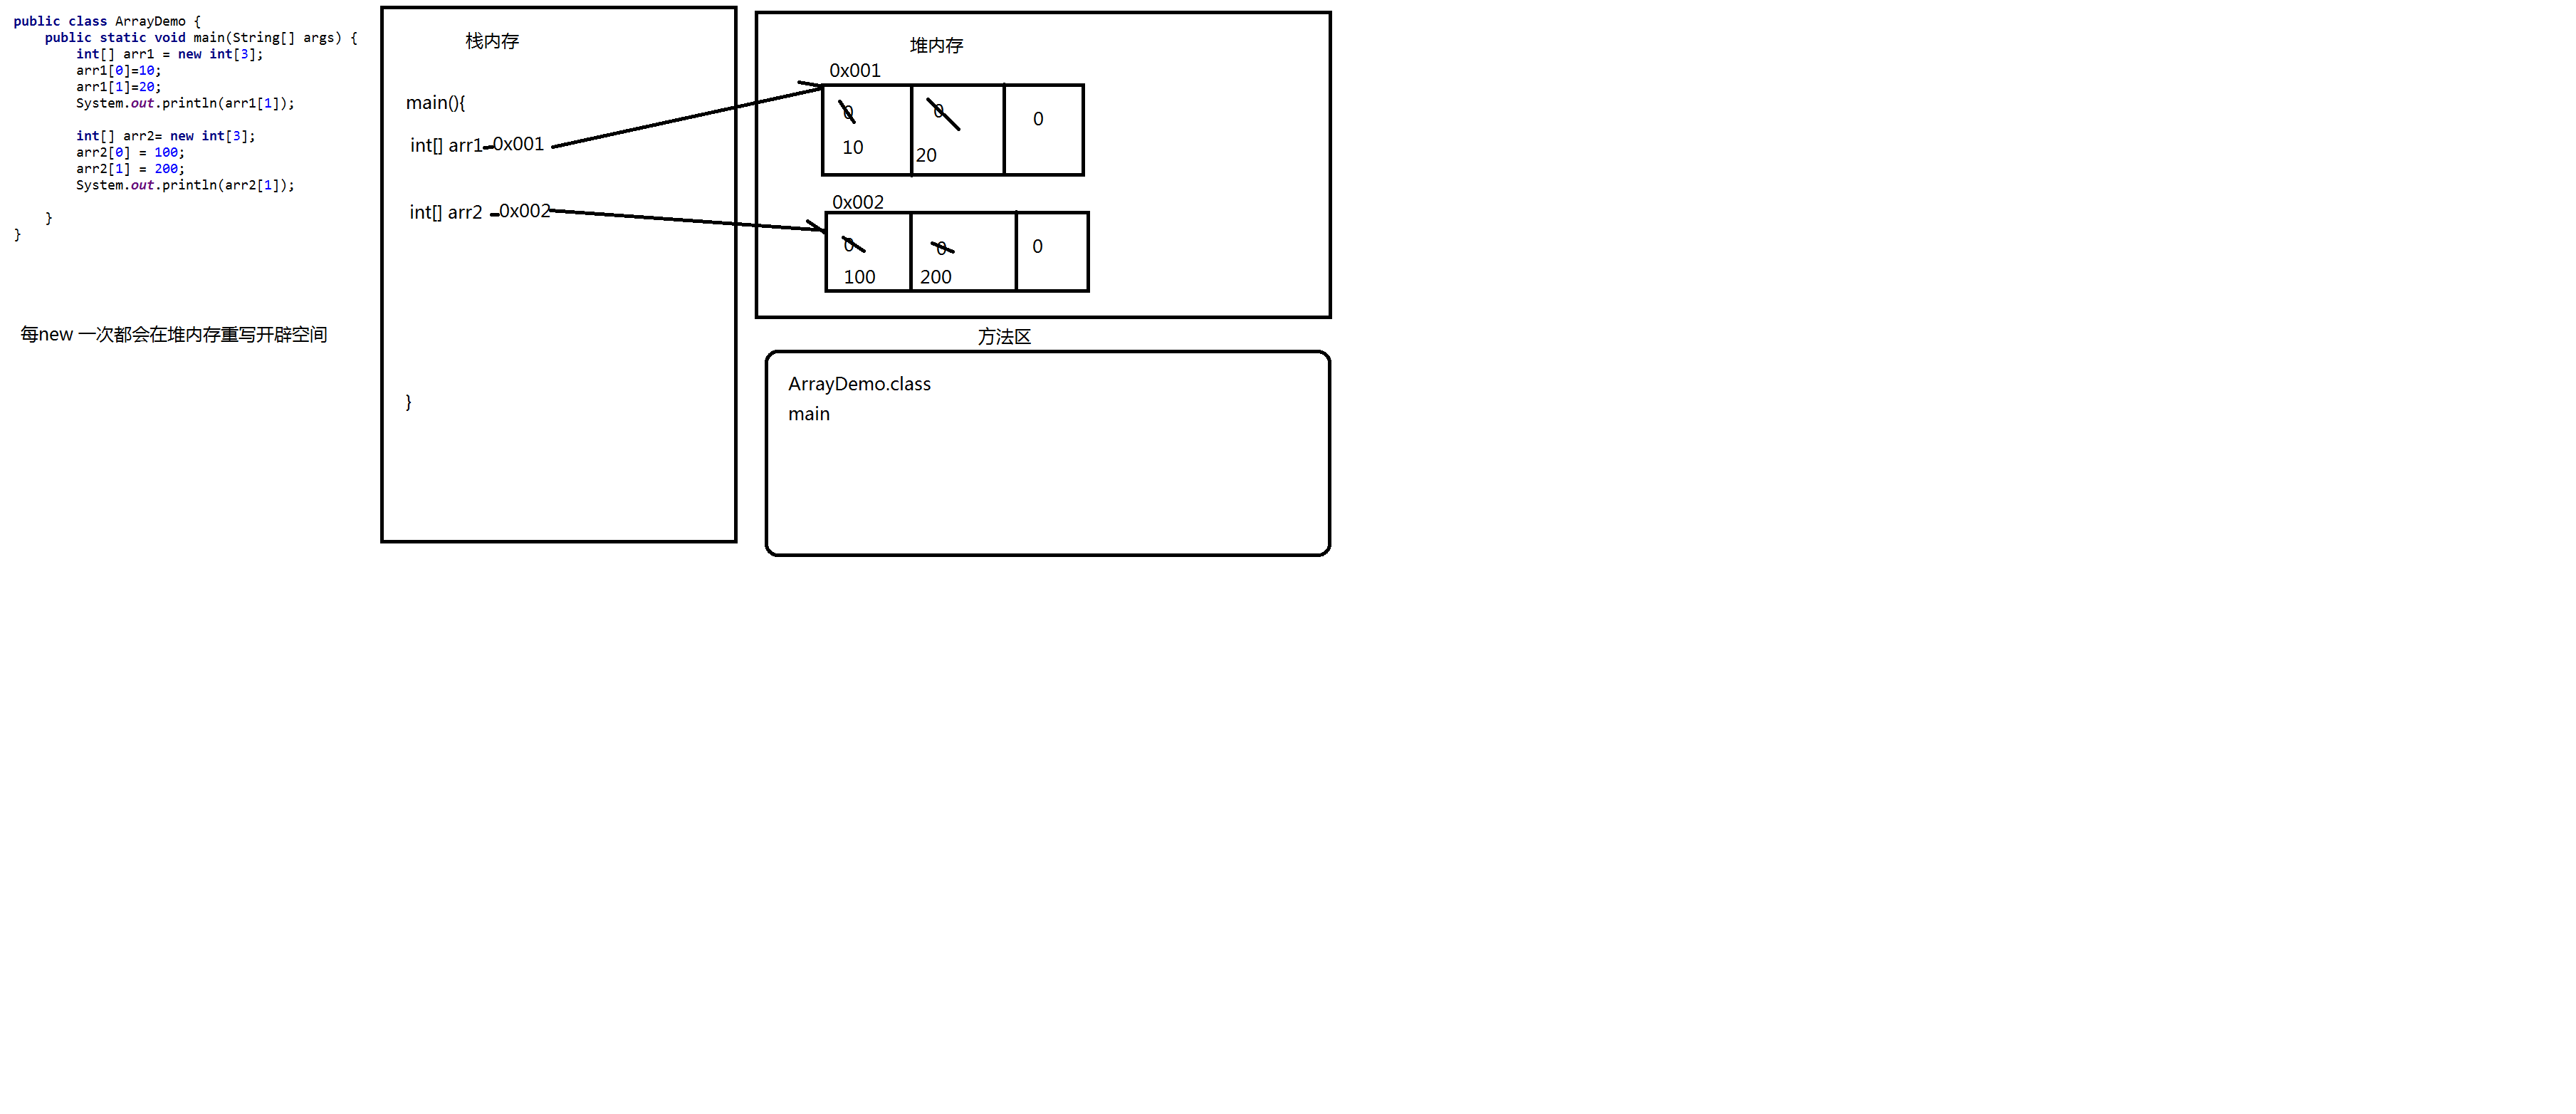 public class ArrayDemo {
    public static void main(String[] args) {
        int[] arr1 = new int[3];
        arr1[0]=10;
        arr1[1]=20;
        System.out.println(arr1[1]);
        int[] arr2= new int[3];
        arr2[0] = 100;
        arr2[1] = 200;
        System.out.println(arr2[1]);
    }
}
每new 一次都会在堆内存重写开辟空间
栈内存
main(){
int[] arr1 0x001
int[] arr2 0x002
}
堆内存
0x001
0 0 0
10 20
0x002
0 0 0
100 200
方法区
ArrayDemo.class
main